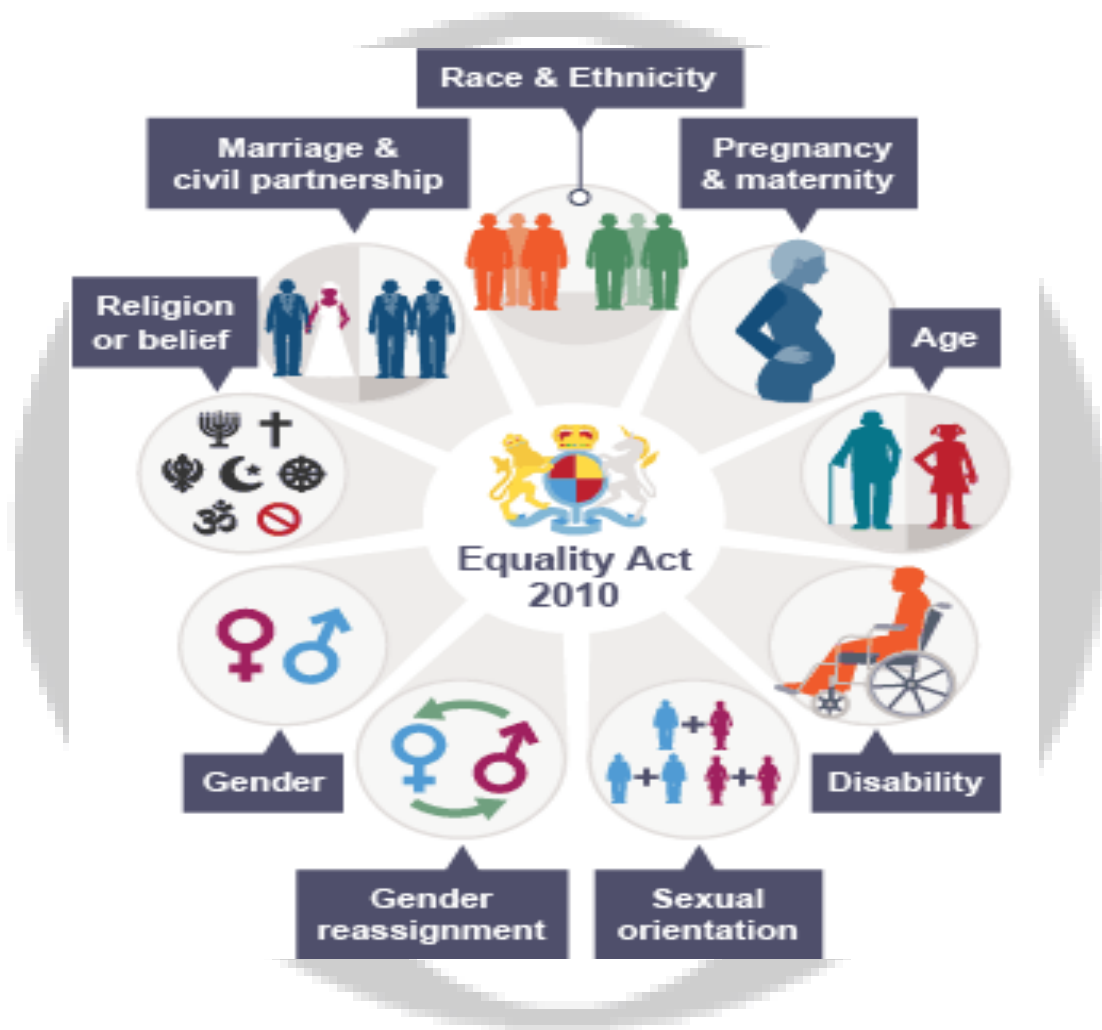 Race & Ethnicity
Marriage &
civil partnership
Pregnancy
& maternity
Religion
or belief
Age
Equality Act
2010
Gender
Disability
Gender
reassignment
Sexual
orientation